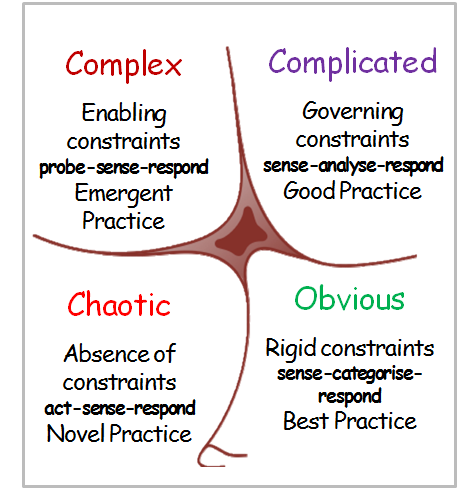 Complex
Enabling
constraints
probe-sense-respond
Emergent
Practice
Complicated
Governing
constraints
sense-analyse-respond
Good Practice
Chaotic
Absence of
constraints
act-sense-respond
Novel Practice
Obvious
Rigid constraints
sense-categorise-
respond
Best Practice